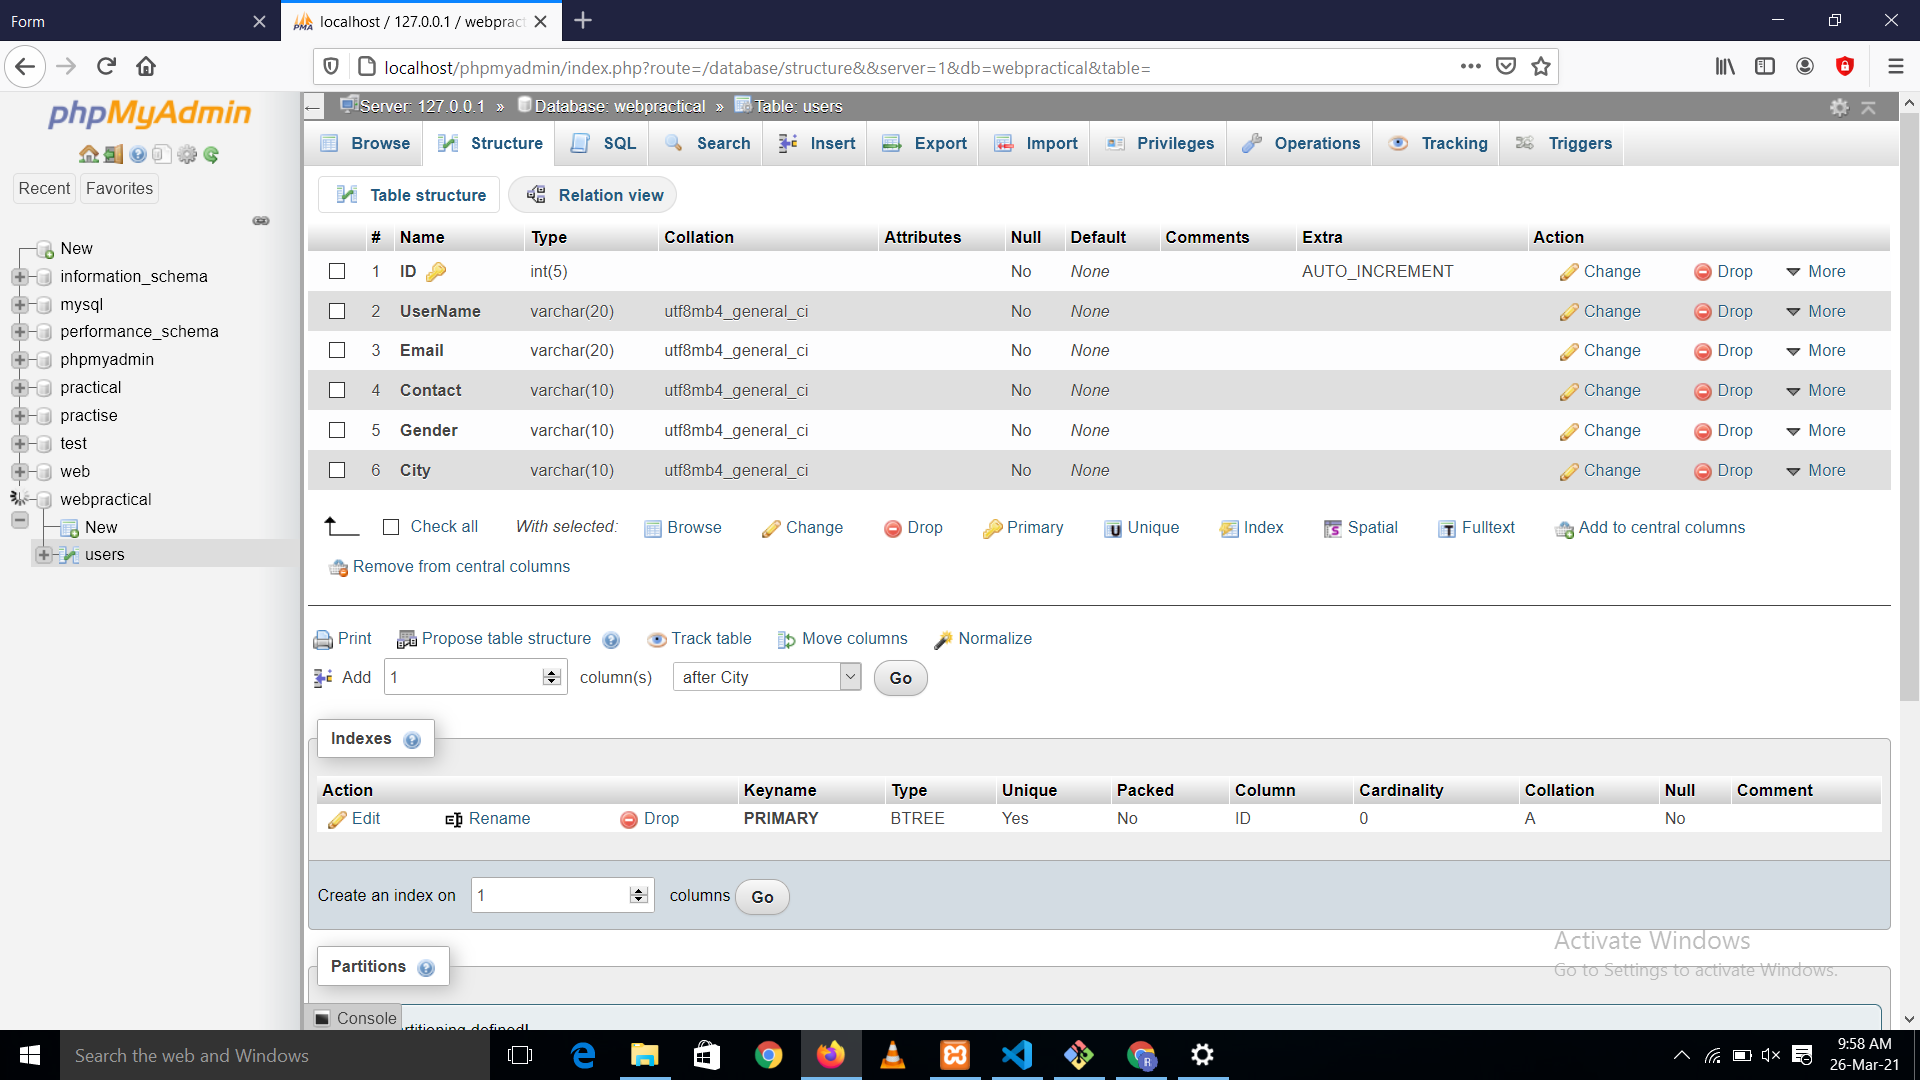 Form
localhost / 127.0.0.1 / webpract
localhost/phpmyadmin/index.php?route=/database/structure&&server=1&db=webpractical&table=
phpMyAdmin
Recent Favorites
New
information_schema
mysql
performance_schema
phpmyadmin
practical
practise
test
web
webpractical
New
users
Server: 127.0.0.1 » Database: webpractical » Table: users
Browse Structure SQL Search Insert Export Import Privileges Operations Tracking Triggers
Table structure Relation view
# Name Type Collation Attributes Null Default Comments Extra Action
1 ID int(5) No None AUTO_INCREMENT Change Drop More
2 UserName varchar(20) utf8mb4_general_ci No None Change Drop More
3 Email varchar(20) utf8mb4_general_ci No None Change Drop More
4 Contact varchar(10) utf8mb4_general_ci No None Change Drop More
5 Gender varchar(10) utf8mb4_general_ci No None Change Drop More
6 City varchar(10) utf8mb4_general_ci No None Change Drop More
Check all With selected: Browse Change Drop Primary Unique Index Spatial Fulltext Add to central columns
Remove from central columns
Print Propose table structure Track table Move columns Normalize
Add 1 column(s) after City Go
Indexes
Action Keyname Type Unique Packed Column Cardinality Collation Null Comment
Edit Rename Drop PRIMARY BTREE Yes No ID 0 A No
Create an index on 1 columns Go
Partitions
Activate Windows
Go to Settings to activate Windows.
Console
defined!
Search the web and Windows
9:58 AM
26-Mar-21